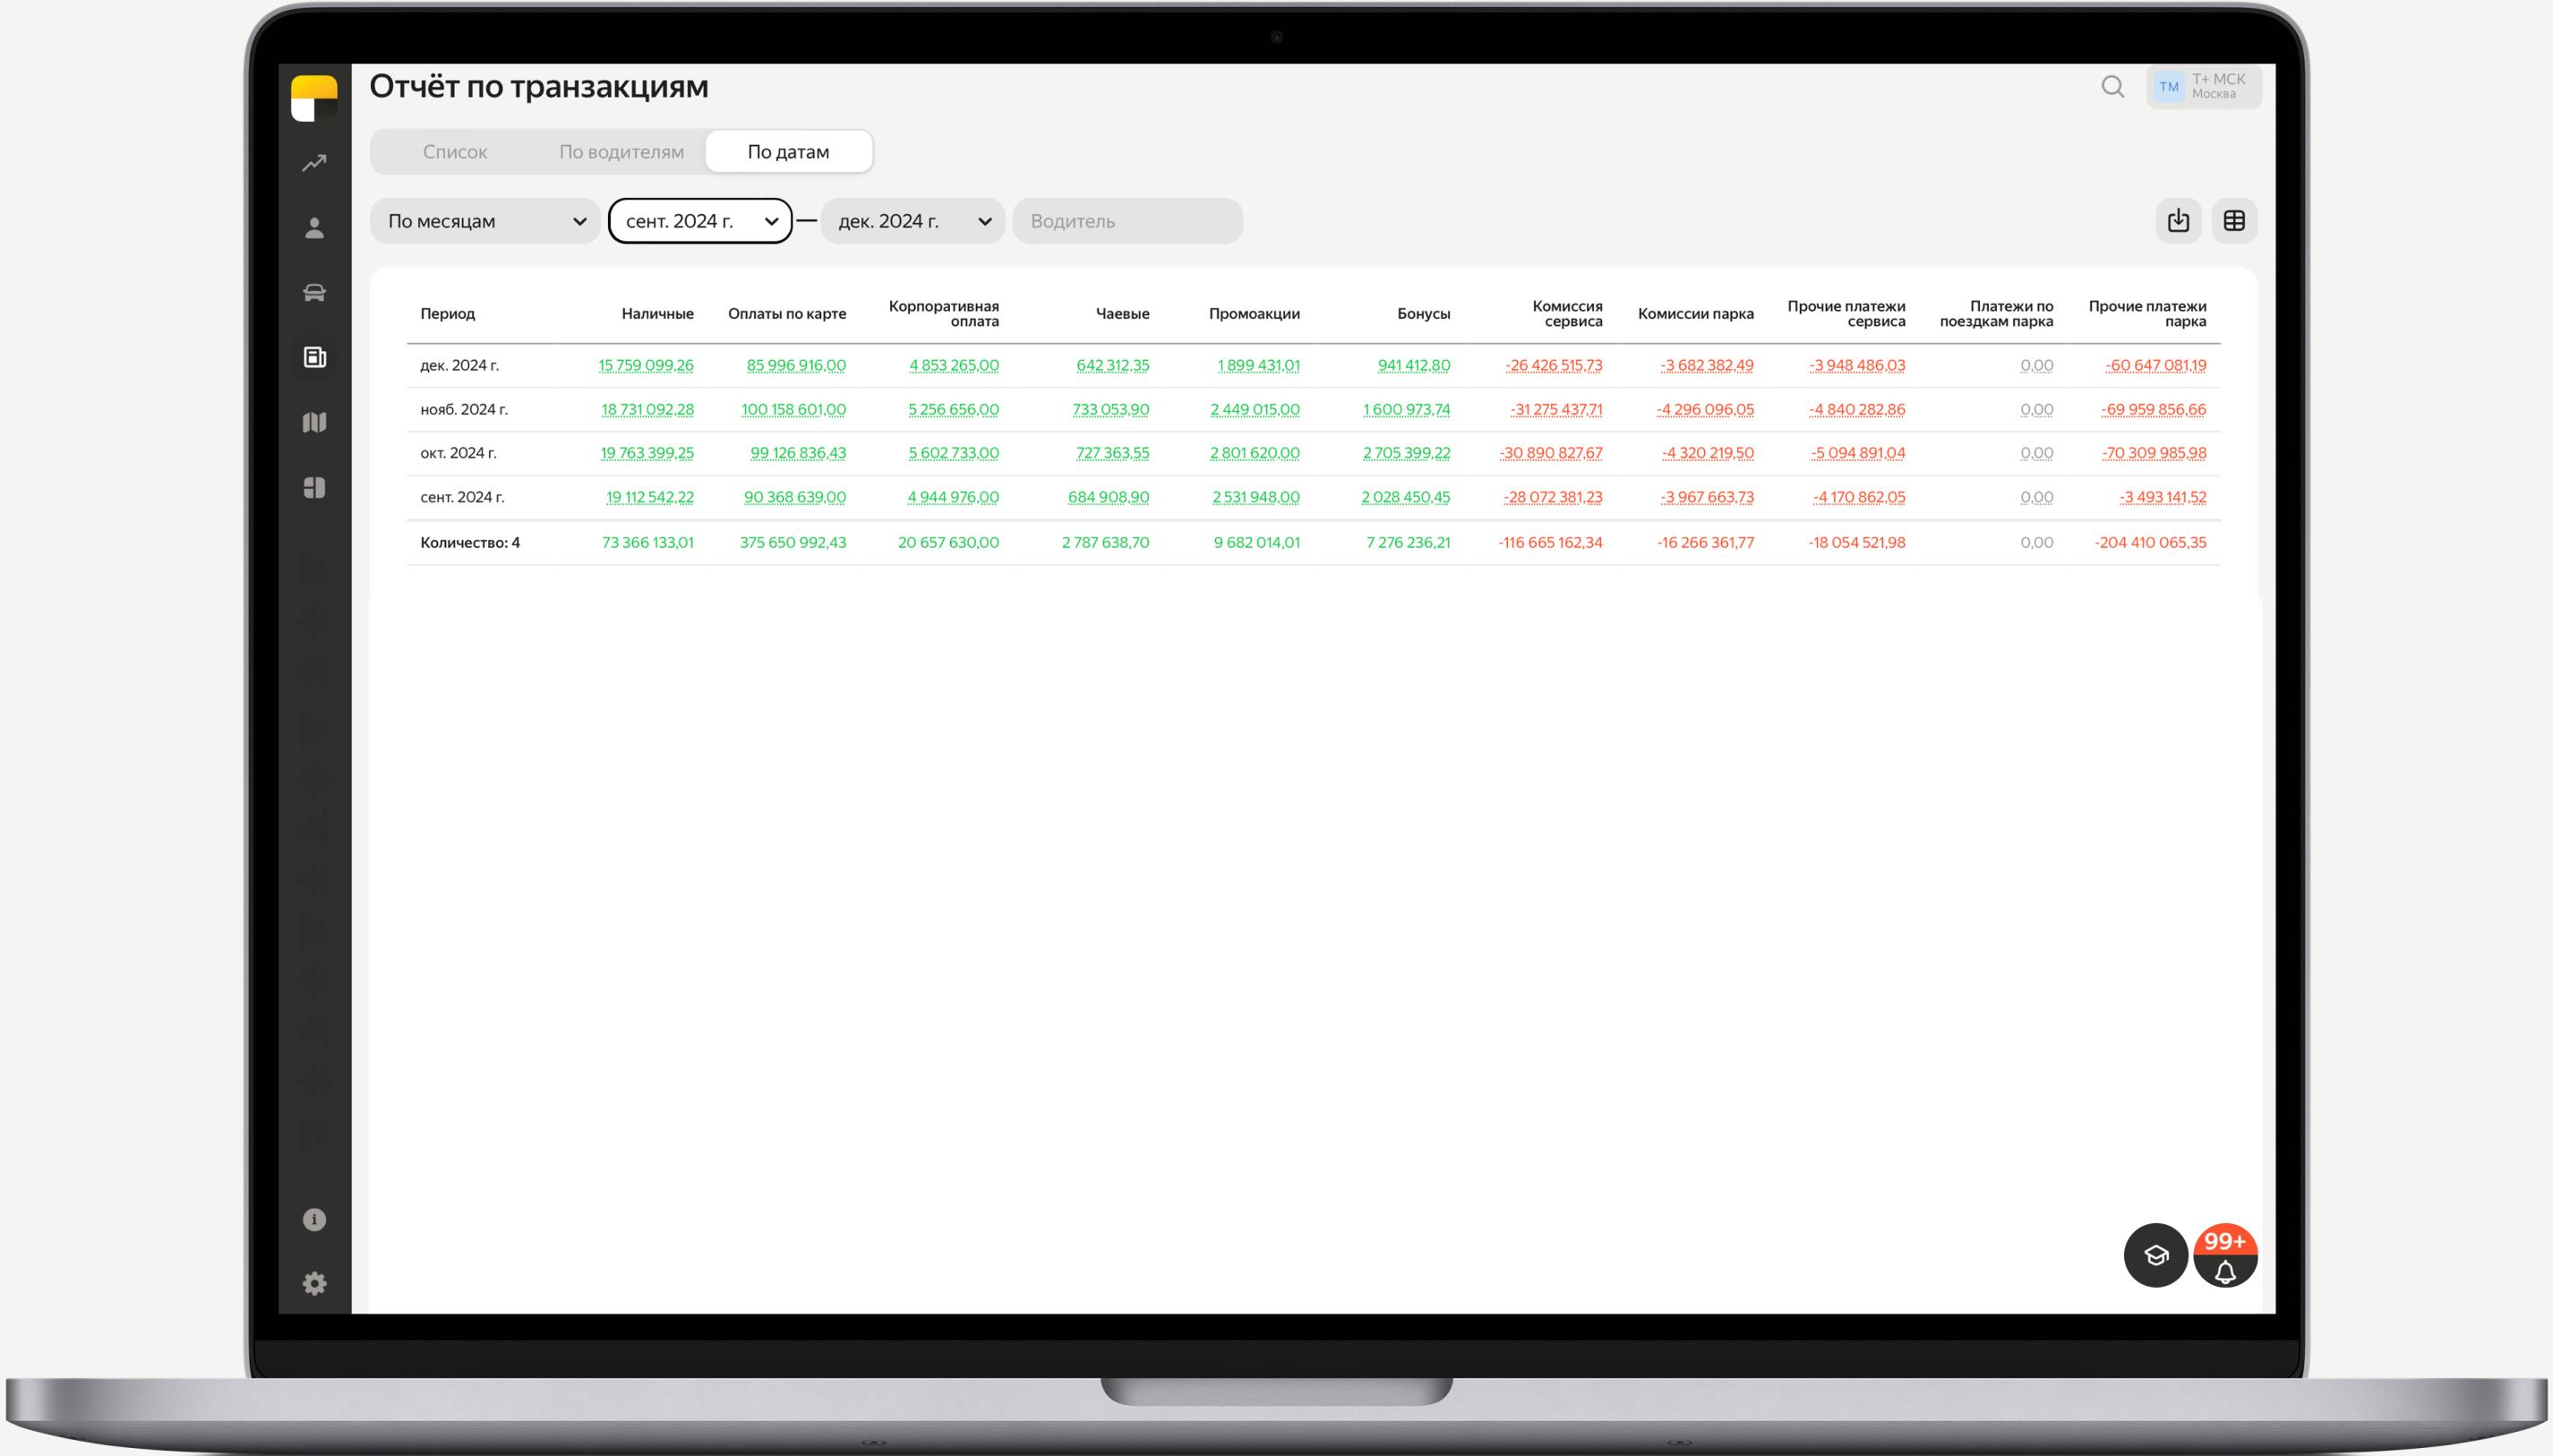 Отчёт по транзакциям
ТМ
Т+ МСК
Москва
Список По водителям По датам
По месяцам сент. 2024 г. — дек. 2024 г. Водитель
Период Наличные Оплаты по карте Корпоративная оплата Чаевые Промоакции Бонусы Комиссия сервиса Комиссии парка Прочие платежи сервиса Платежи по поездкам парка Прочие платежи парка
дек. 2024 г. 15 759 099,26 85 996 916,00 4 853 265,00 642 312,35 1 899 431,01 941 412,80 -26 426 515,73 -3 682 382,49 -3 948 486,03 0,00 -60 647 081,19
нояб. 2024 г. 18 731 092,28 100 158 601,00 5 256 656,00 733 053,90 2 449 015,00 1 600 973,74 -31 275 437,71 -4 296 096,05 -4 840 282,86 0,00 -69 959 856,66
окт. 2024 г. 19 763 399,25 99 126 836,43 5 602 733,00 727 363,55 2 801 620,00 2 705 399,22 -30 890 827,67 -4 320 219,50 -5 094 891,04 0,00 -70 309 985,98
сент. 2024 г. 19 112 542,22 90 368 639,00 4 944 976,00 684 908,90 2 531 948,00 2 028 450,45 -28 072 381,23 -3 967 663,73 -4 170 862,05 0,00 -3 493 141,52
Количество: 4 73 366 133,01 375 650 992,43 20 657 630,00 2 787 638,70 9 682 014,01 7 276 236,21 -116 665 162,34 -16 266 361,77 -18 054 521,98 0,00 -204 410 065,35
99+